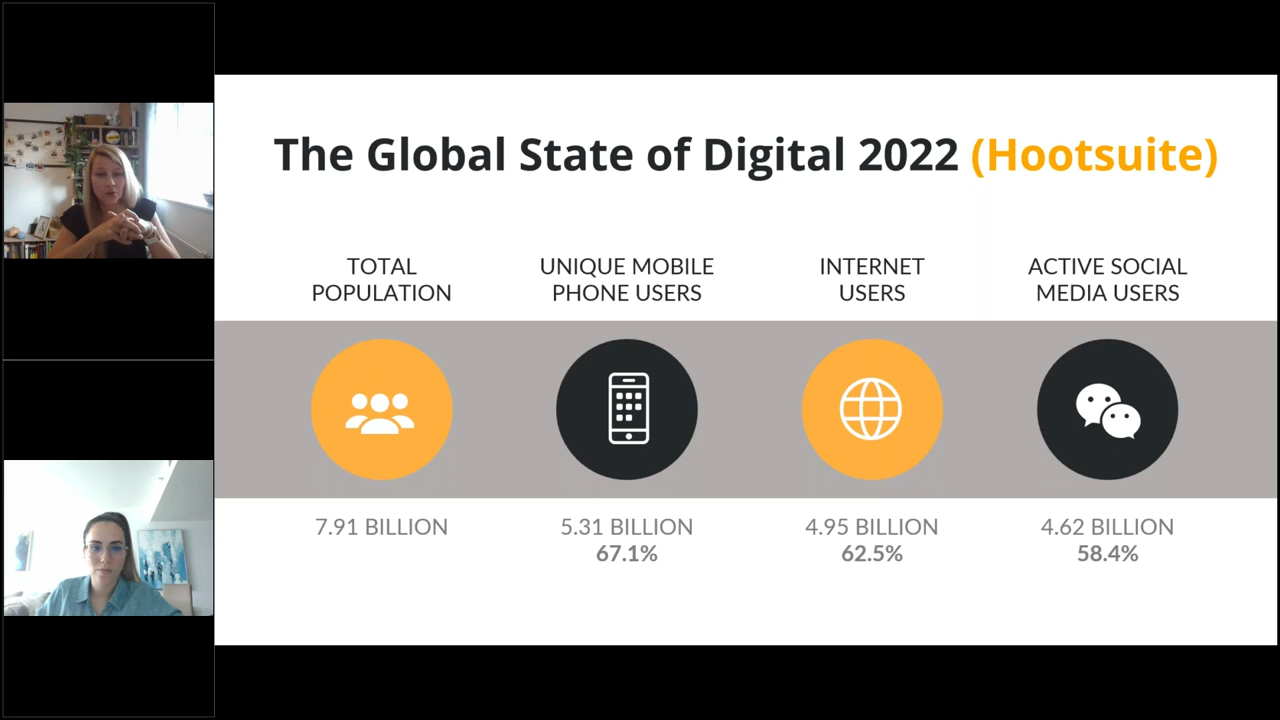 The Global State of Digital 2022 (Hootsuite)
TOTAL
POPULATION
UNIQUE MOBILE
PHONE USERS
INTERNET
USERS
ACTIVE SOCIAL
MEDIA USERS
7.91 BILLION
5.31 BILLION
67.1%
4.95 BILLION
62.5%
4.62 BILLION
58.4%